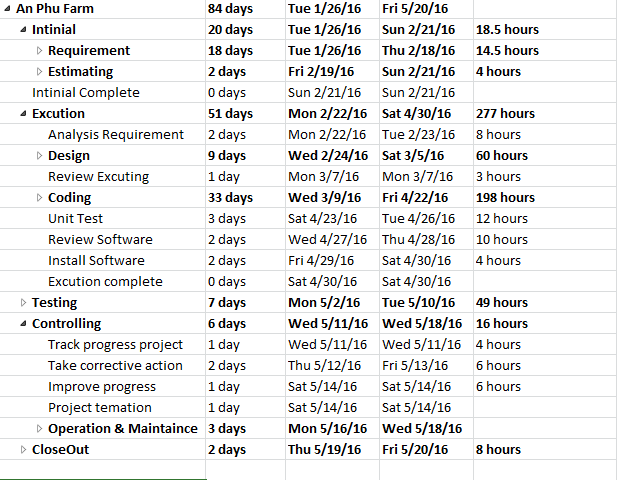 An Phu Farm 84 days Tue 1/26/16 Fri 5/20/16
Intinial 20 days Tue 1/26/16 Sun 2/21/16 18.5 hours
Requirement 18 days Tue 1/26/16 Thu 2/18/16 14.5 hours
Estimating 2 days Fri 2/19/16 Sun 2/21/16 4 hours
Intinial Complete 0 days Sun 2/21/16 Sun 2/21/16
Excution 51 days Mon 2/22/16 Sat 4/30/16 277 hours
Analysis Requirement 2 days Mon 2/22/16 Tue 2/23/16 8 hours
Design 9 days Wed 2/24/16 Sat 3/5/16 60 hours
Review Excuting 1 day Mon 3/7/16 Mon 3/7/16 3 hours
Coding 33 days Wed 3/9/16 Fri 4/22/16 198 hours
Unit Test 3 days Sat 4/23/16 Tue 4/26/16 12 hours
Review Software 2 days Wed 4/27/16 Thu 4/28/16 10 hours
Install Software 2 days Fri 4/29/16 Sat 4/30/16 4 hours
Excution complete 0 days Sat 4/30/16 Sat 4/30/16
Testing 7 days Mon 5/2/16 Tue 5/10/16 49 hours
Controlling 6 days Wed 5/11/16 Wed 5/18/16 16 hours
Track progress project 1 day Wed 5/11/16 Wed 5/11/16 4 hours
Take corrective action 2 days Thu 5/12/16 Fri 5/13/16 6 hours
Improve progress 1 day Sat 5/14/16 Sat 5/14/16 6 hours
Project temation 1 day Sat 5/14/16 Sat 5/14/16
Operation & Maintaince 3 days Mon 5/16/16 Wed 5/18/16
CloseOut 2 days Thu 5/19/16 Fri 5/20/16 8 hours